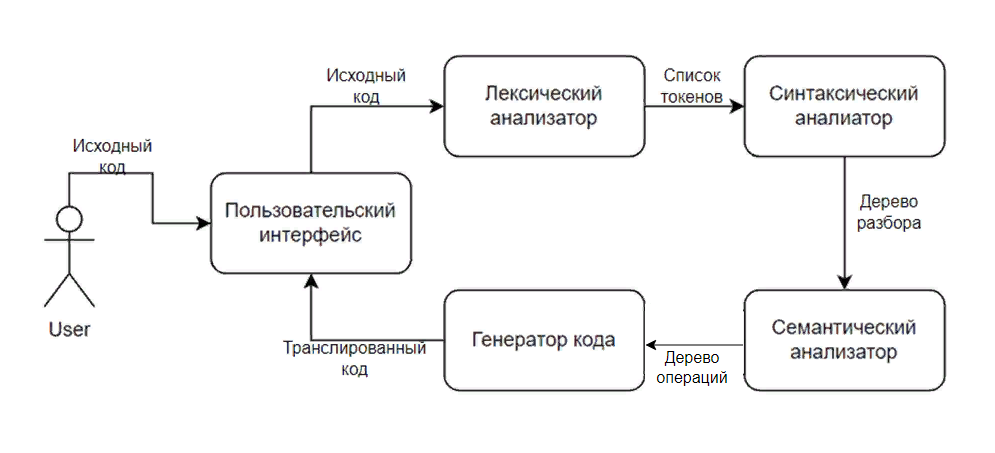 Исходный
код
Лексический
анализатор
Список
токенов
Синтаксический
аналиатор
Исходный
код
Пользовательский
интерфейс
Дерево
разбора
User
Транслированный
код
Генератор кода
Дерево
операций
Семантический
анализатор